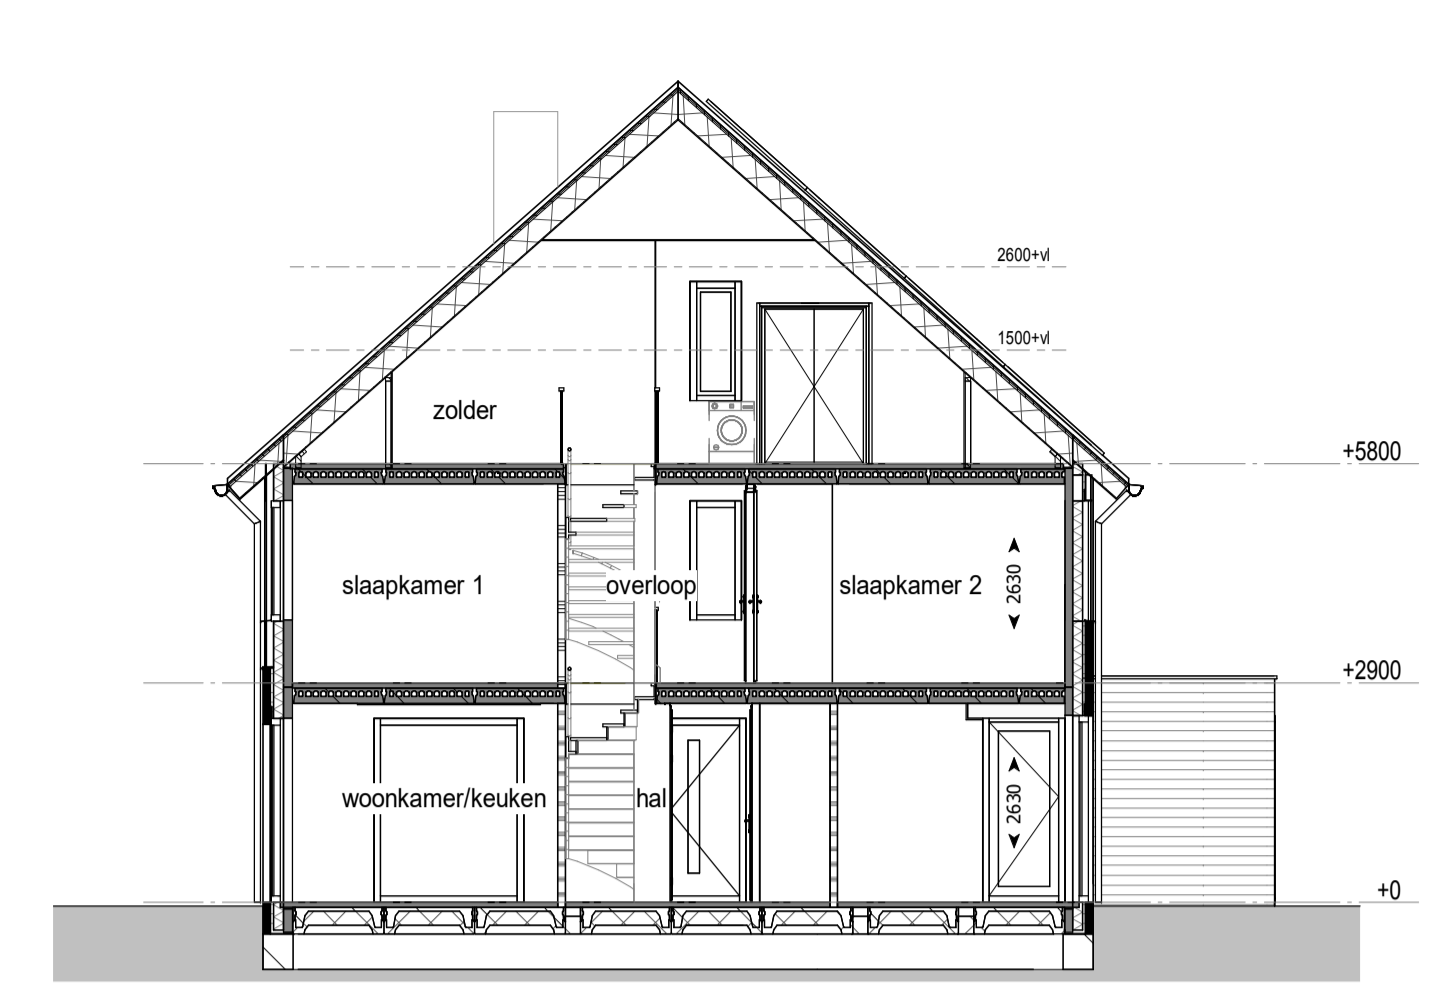 2600+vl
1500+vl
zolder
+5800
slaapkamer 1
overloop
slaapkamer 2
2630
+2900
woonkamer/keuken
hal
2630
+0